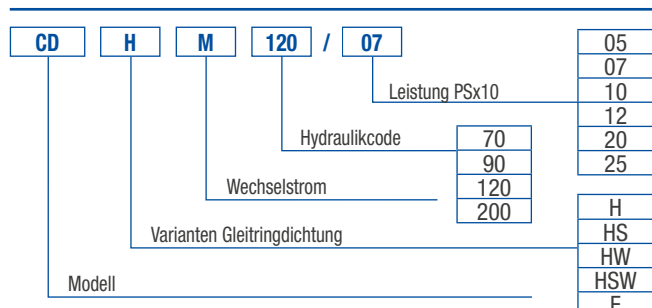 CD H M 120 / 07
05
07
Leistung PSx10
10
12
Hydraulikcode
70
20
90
25
Wechselstrom
120
200
H
Varianten Gleitringdichtung
HS
HW
Modell
HSW